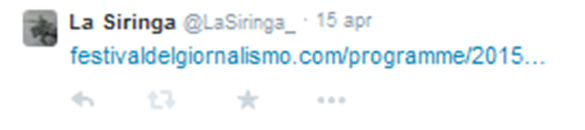 La Siringa @LaSiringa_ · 15 apr
festivaldelgiornalismo.com/programme/2015...